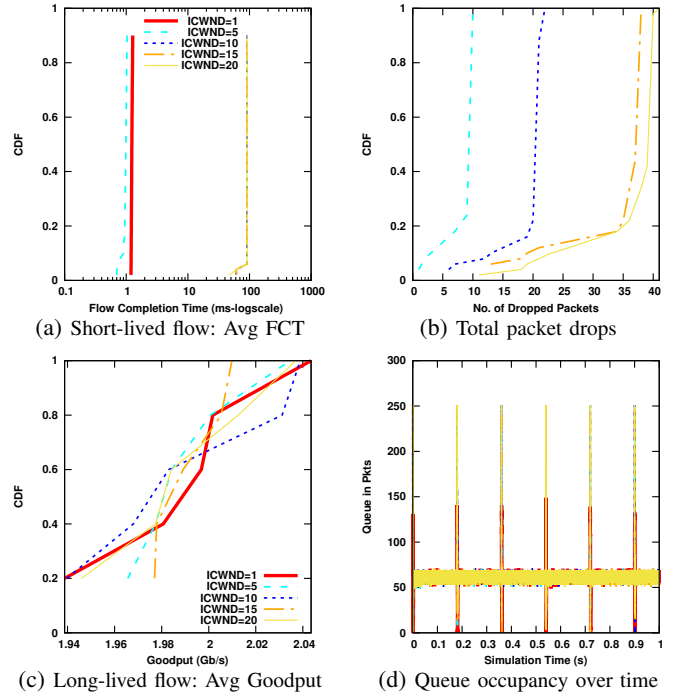 1
0.8
0.6
0.4
0.2
0
CDF
ICWND=1
ICWND=5
ICWND=10
ICWND=15
ICWND=20
0.1 1 10 100 1000
Flow Completion Time (ms-logscale)
(a) Short-lived flow: Avg FCT
1
0.8
0.6
0.4
0.2
0
CDF
0 5 10 15 20 25 30 35 40
No. of Dropped Packets
(b) Total packet drops
1
0.8
0.6
0.4
0.2
0
CDF
ICWND=1
ICWND=5
ICWND=10
ICWND=15
ICWND=20
1.94 1.96 1.98 2 2.02 2.04
Goodput (Gb/s)
(c) Long-lived flow: Avg Goodput
300
250
200
150
100
50
0
Queue in Pkts
0 0.1 0.2 0.3 0.4 0.5 0.6 0.7 0.8 0.9 1
Simulation Time (s)
(d) Queue occupancy over time